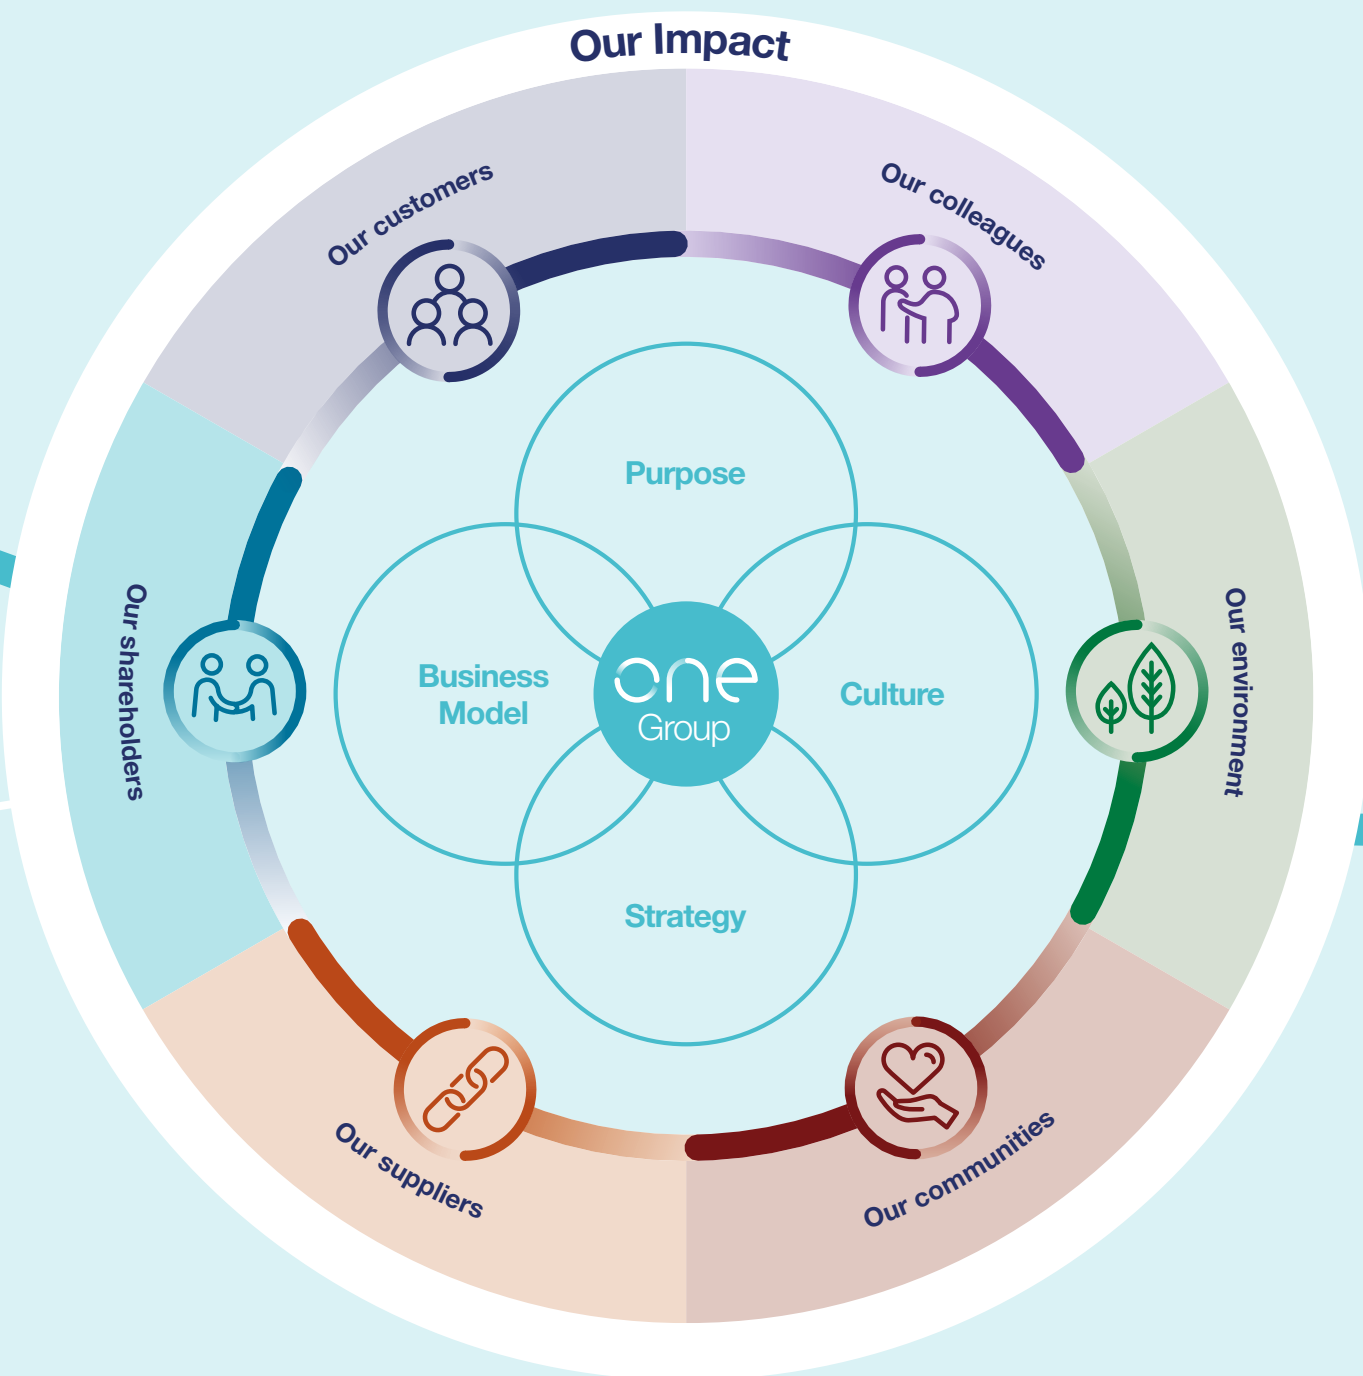 Our Impact
Our customers
Our colleagues
Purpose
Our shareholders
Business
Model
one
Group
Culture
Our environment
Strategy
Our suppliers
Our communities